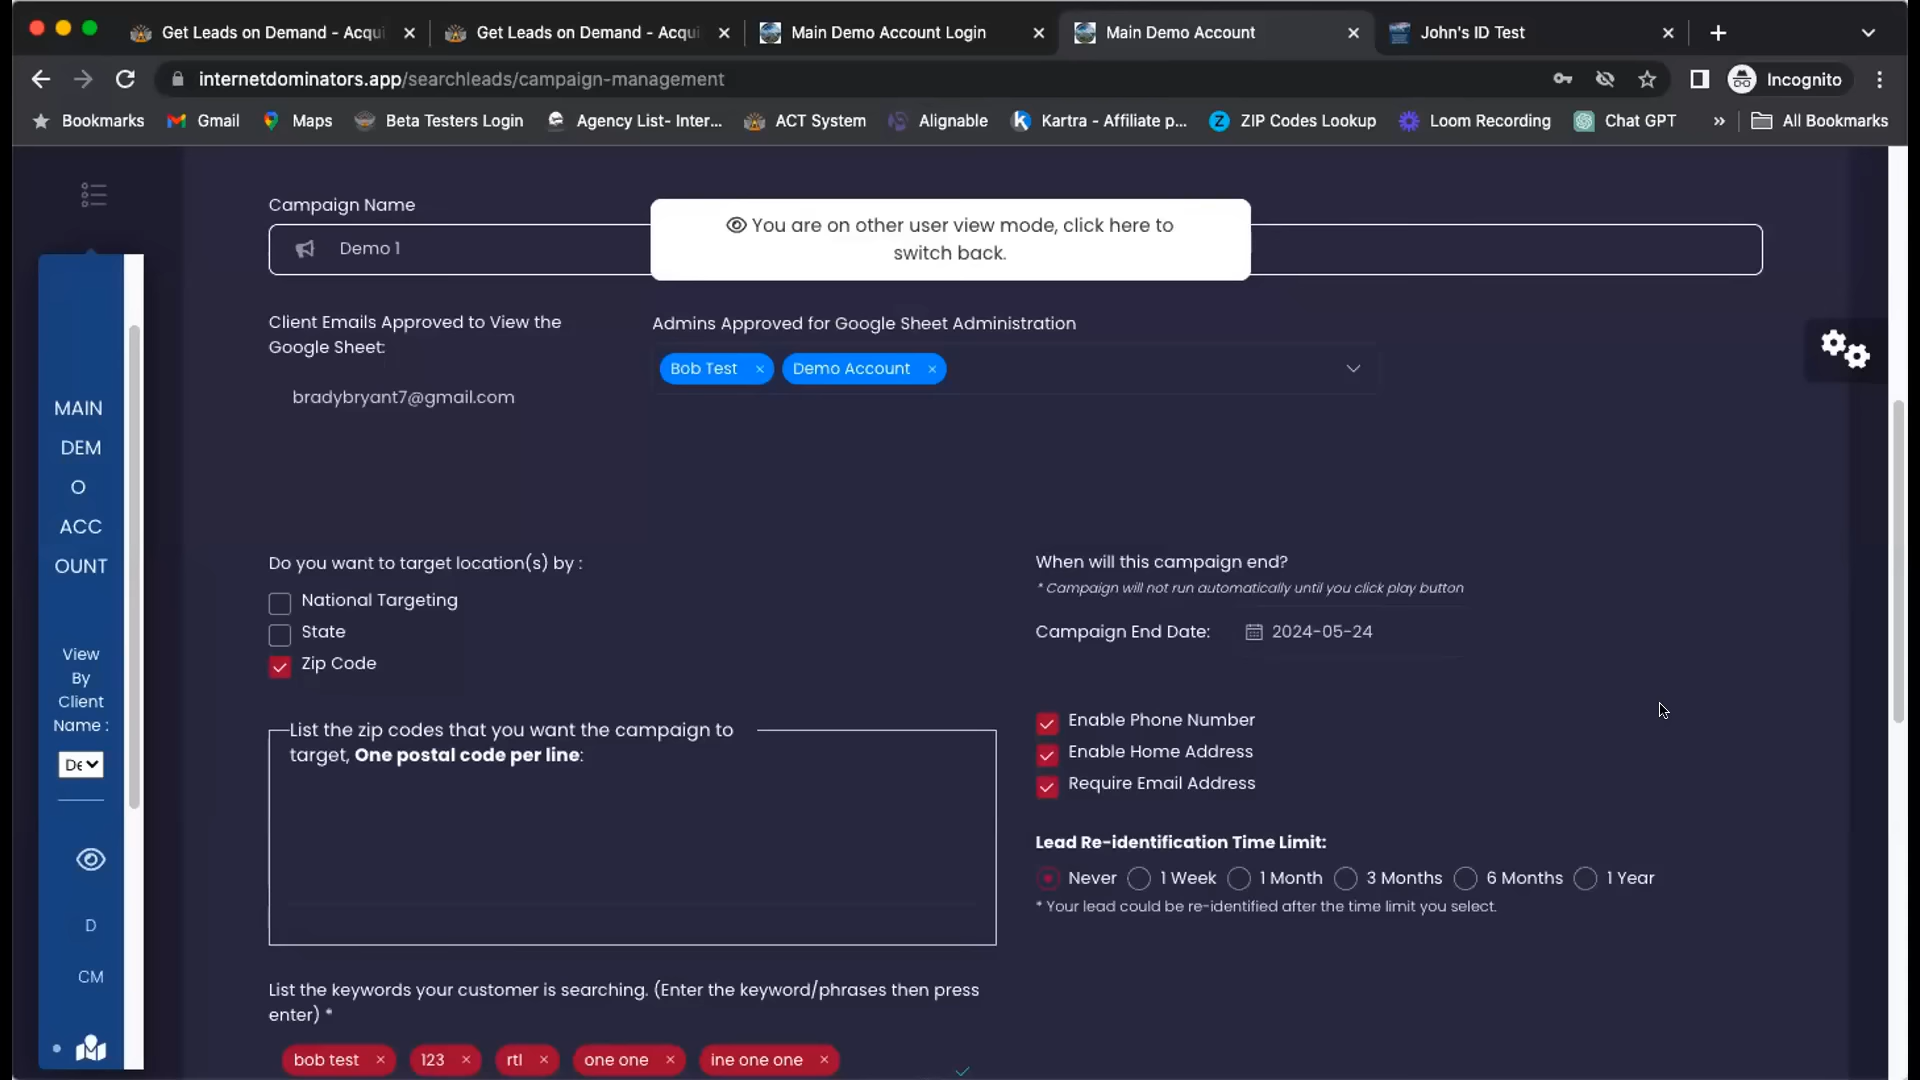 Get Leads on Demand - Acqui
Get Leads on Demand - Acqui
Main Demo Account Login
Main Demo Account
John's ID Test
internetdominators.app/searchleads/campaign-management
Incognito
Bookmarks
Gmail
Maps
Beta Testers Login
Agency List- Inter...
ACT System
Alignable
Kartra - Affiliate p...
ZIP Codes Lookup
Loom Recording
Chat GPT
»
All Bookmarks
MAIN
DEM
O
ACC
OUNT
View
By
Client
Name :
De
D
CM
Campaign Name
Demo 1
You are on other user view mode, click here to
switch back.
Client Emails Approved to View the
Google Sheet:
bradybryant7@gmail.com
Admins Approved for Google Sheet Administration
Bob Test ×
Demo Account ×
Do you want to target location(s) by :
National Targeting
State
Zip Code
When will this campaign end?
* Campaign will not run automatically until you click play button
Campaign End Date: 2024-05-24
List the zip codes that you want the campaign to
target, One postal code per line:
Enable Phone Number
Enable Home Address
Require Email Address
Lead Re-identification Time Limit:
Never 1 Week 1 Month 3 Months 6 Months 1 Year
* Your lead could be re-identified after the time limit you select.
List the keywords your customer is searching. (Enter the keyword/phrases then press
enter) *
bob test × 123 × rtl × one one × ine one one ×